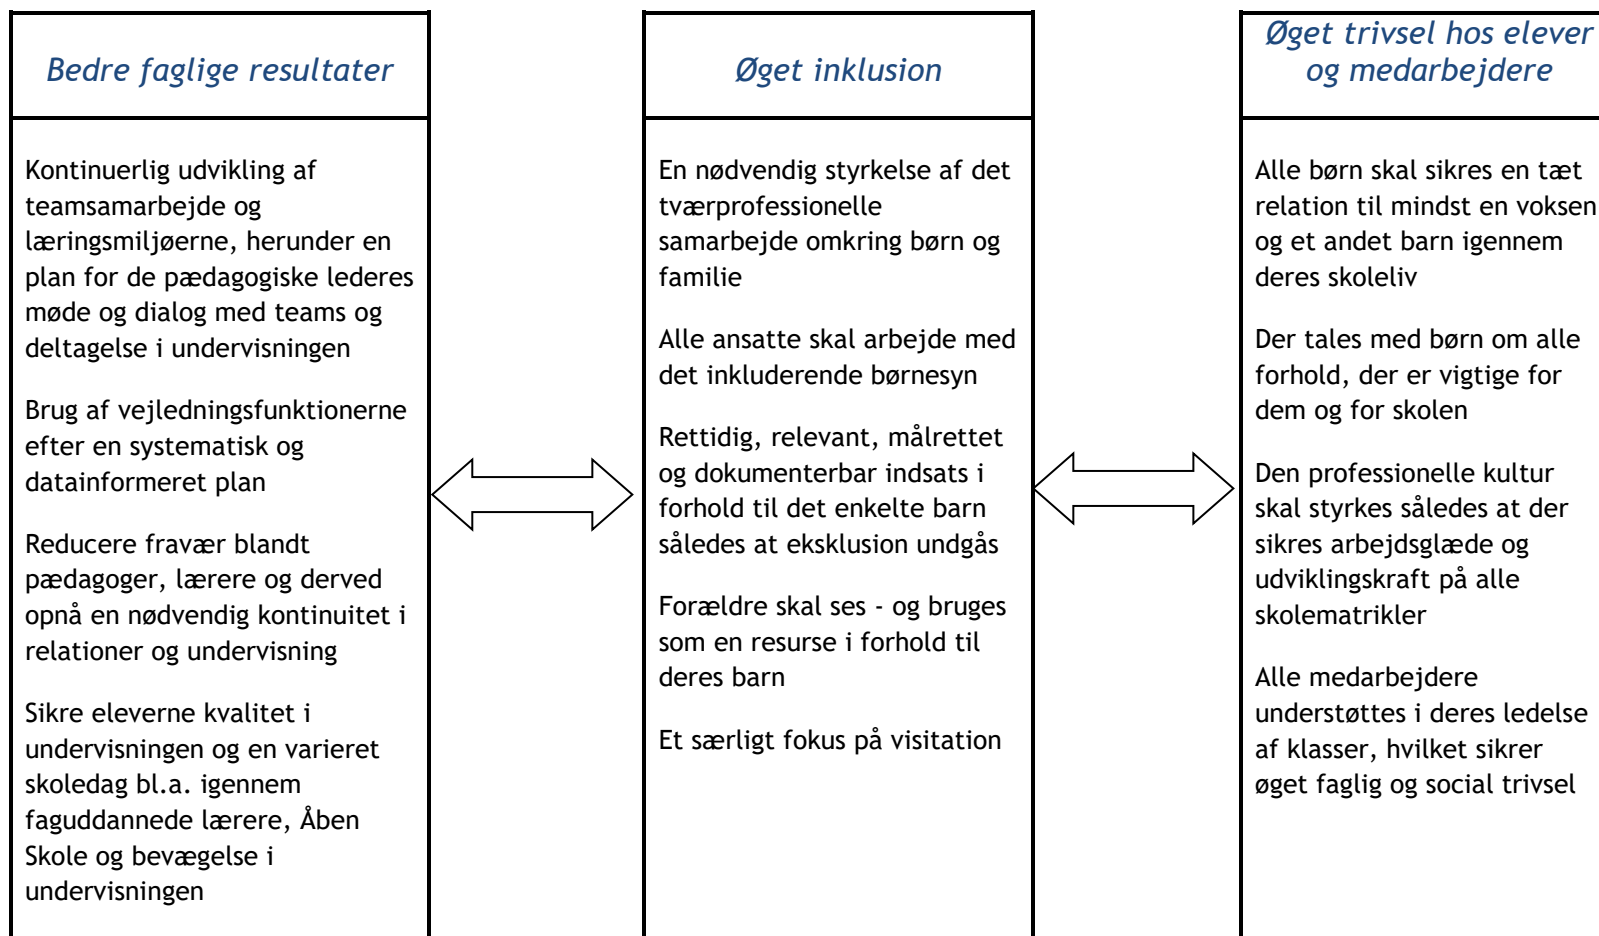 Bedre faglige resultater
Kontinuerlig udvikling af
teamsamarbejde og
læringsmiljøerne, herunder en
plan for de pædagogiske lederes
møde og dialog med teams og
deltagelse i undervisningen
Brug af vejledningsfunktionerne
efter en systematisk og
datainformeret plan
Reducere fravær blandt
pædagoger, lærere og derved
opnå en nødvendig kontinuitet i
relationer og undervisning
Sikre eleverne kvalitet i
undervisningen og en varieret
skoledag bl.a. igennem
faguddannede lærere, Åben
Skole og bevægelse i
undervisningen
Øget inklusion
En nødvendig styrkelse af det
tværprofessionelle
samarbejde omkring børn og
familie
Alle ansatte skal arbejde med
det inkluderende børnesyn
Rettidig, relevant, målrettet
og dokumenterbar indsats i
forhold til det enkelte barn
således at eksklusion undgås
Forældre skal ses - og bruges
som en resurse i forhold til
deres barn
Et særligt fokus på visitation
Øget trivsel hos elever
og medarbejdere
Alle børn skal sikres en tæt
relation til mindst en voksen
og et andet barn igennem
deres skoleliv
Der tales med børn om alle
forhold, der er vigtige for
dem og for skolen
Den professionelle kultur
skal styrkes således at der
sikres arbejdsglæde og
udviklingskraft på alle
skolematrikler
Alle medarbejdere
understøttes i deres ledelse
af klasser, hvilket sikrer
øget faglig og social trivsel